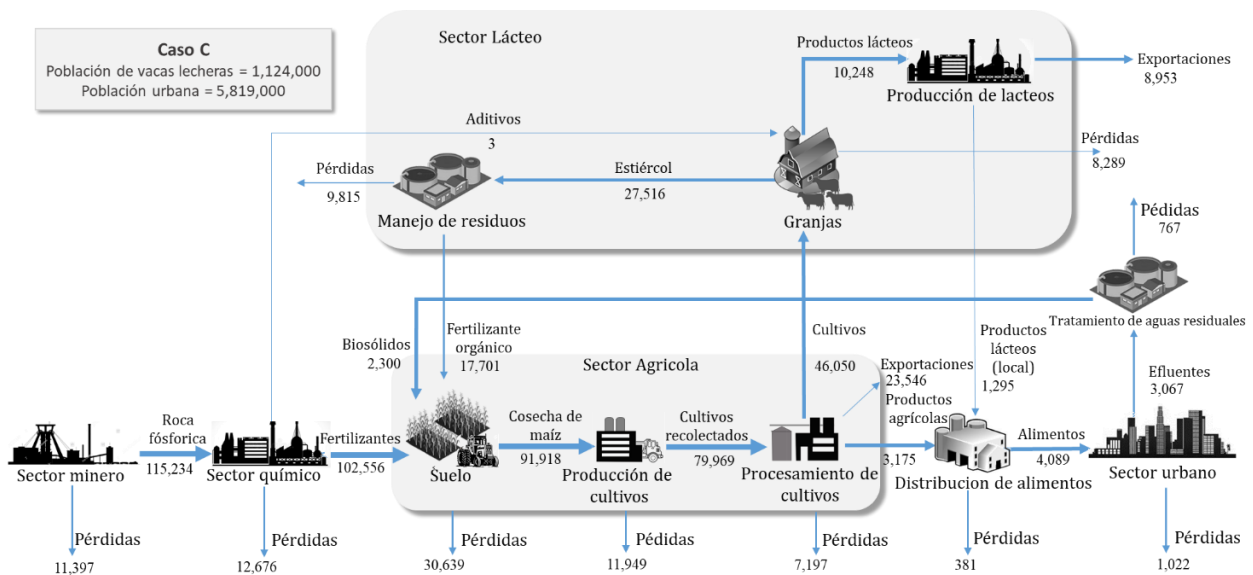 Caso C
Población de vacas lecheras = 1,124,000
Población urbana = 5,819,000
Sector Lácteo
Productos lácteos
10,248
Producción de lacteos
Exportaciones
8,953
Aditivos
3
Pérdidas
8,289
Pérdidas
9,815
Estiércol
27,516
Manejo de residuos
Granjas
Pédidas
767
Tratamiento de aguas residuales
Biosólidos
2,300
Fertilizante
orgánico
17,701
Sector Agricola
Cultivos
46,050
Productos
lácteos
(local)
1,295
Exportaciones
23,546
Efluentes
3,067
Roca
fósforica
115,234
Fertilizantes
102,556
Cosecha de
maíz
91,918
Cultivos
recolectados
79,969
Productos
agrícolas
3,175
Alimentos
4,089
Sector minero
Sector químico
Suelo
Producción de
cultivos
Procesamiento de
cultivos
Distribucion de alimentos
Sector urbano
Pérdidas
11,397
Pérdidas
12,676
Pérdidas
30,639
Pérdidas
11,949
Pérdidas
7,197
Pérdidas
381
Pérdidas
1,022